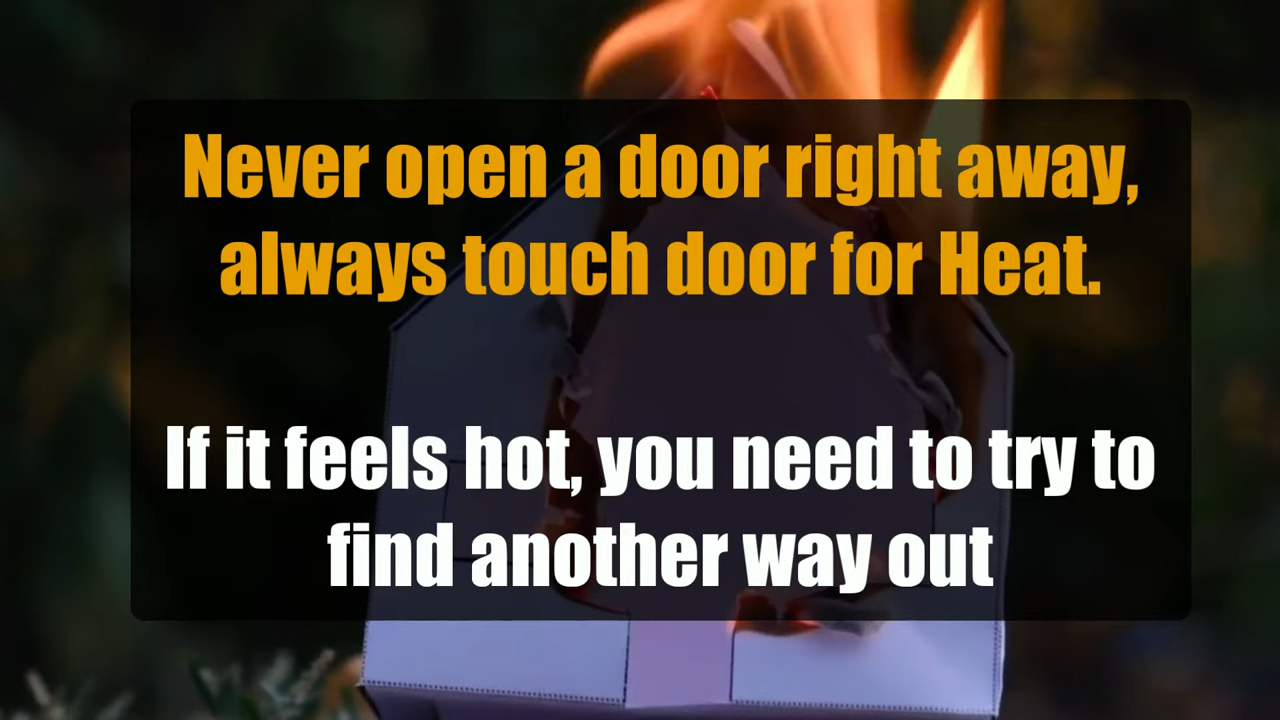 Never open a door right away,
always touch door for Heat.
If it feels hot, you need to try to
find another way out